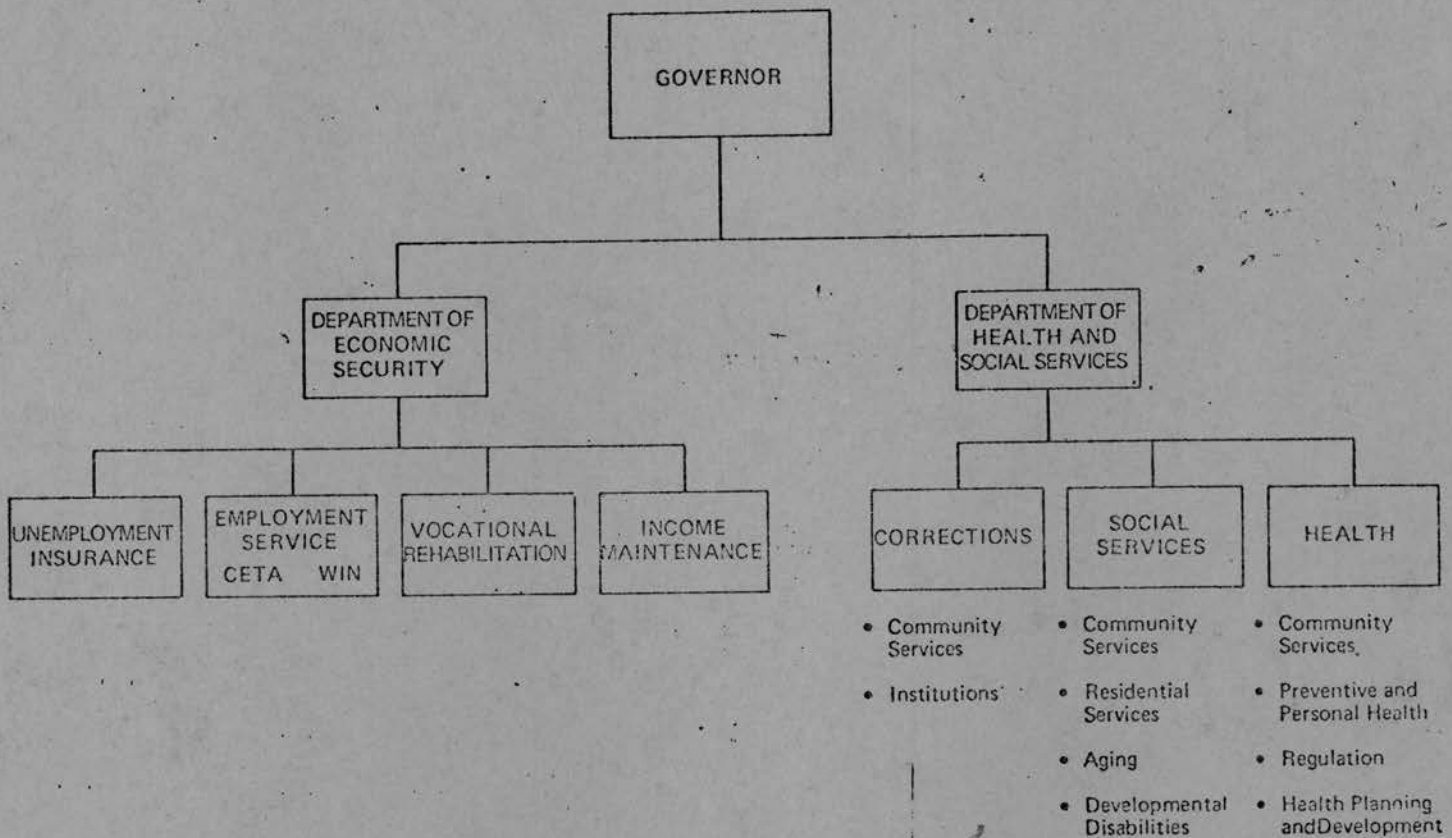 GOVERNOR
DEPARTMENT OF
ECONOMIC
SECURITY
DEPARTMENT OF
HEALTH AND
SOCIAL SERVICES
UNEMPLOYMENT
INSURANCE
EMPLOYMENT
SERVICE
CETA WIN
VOCATIONAL
REHABILITATION
INCOME
MAINTENANCE
CORRECTIONS
SOCIAL
SERVICES
HEALTH
• Community
Services
• Institutions
• Community
Services
• Residential
Services
• Aging
• Developmental
Disabilities
• Community
Services
• Preventive and
Personal Health
• Regulation
• Health Planning
and Development